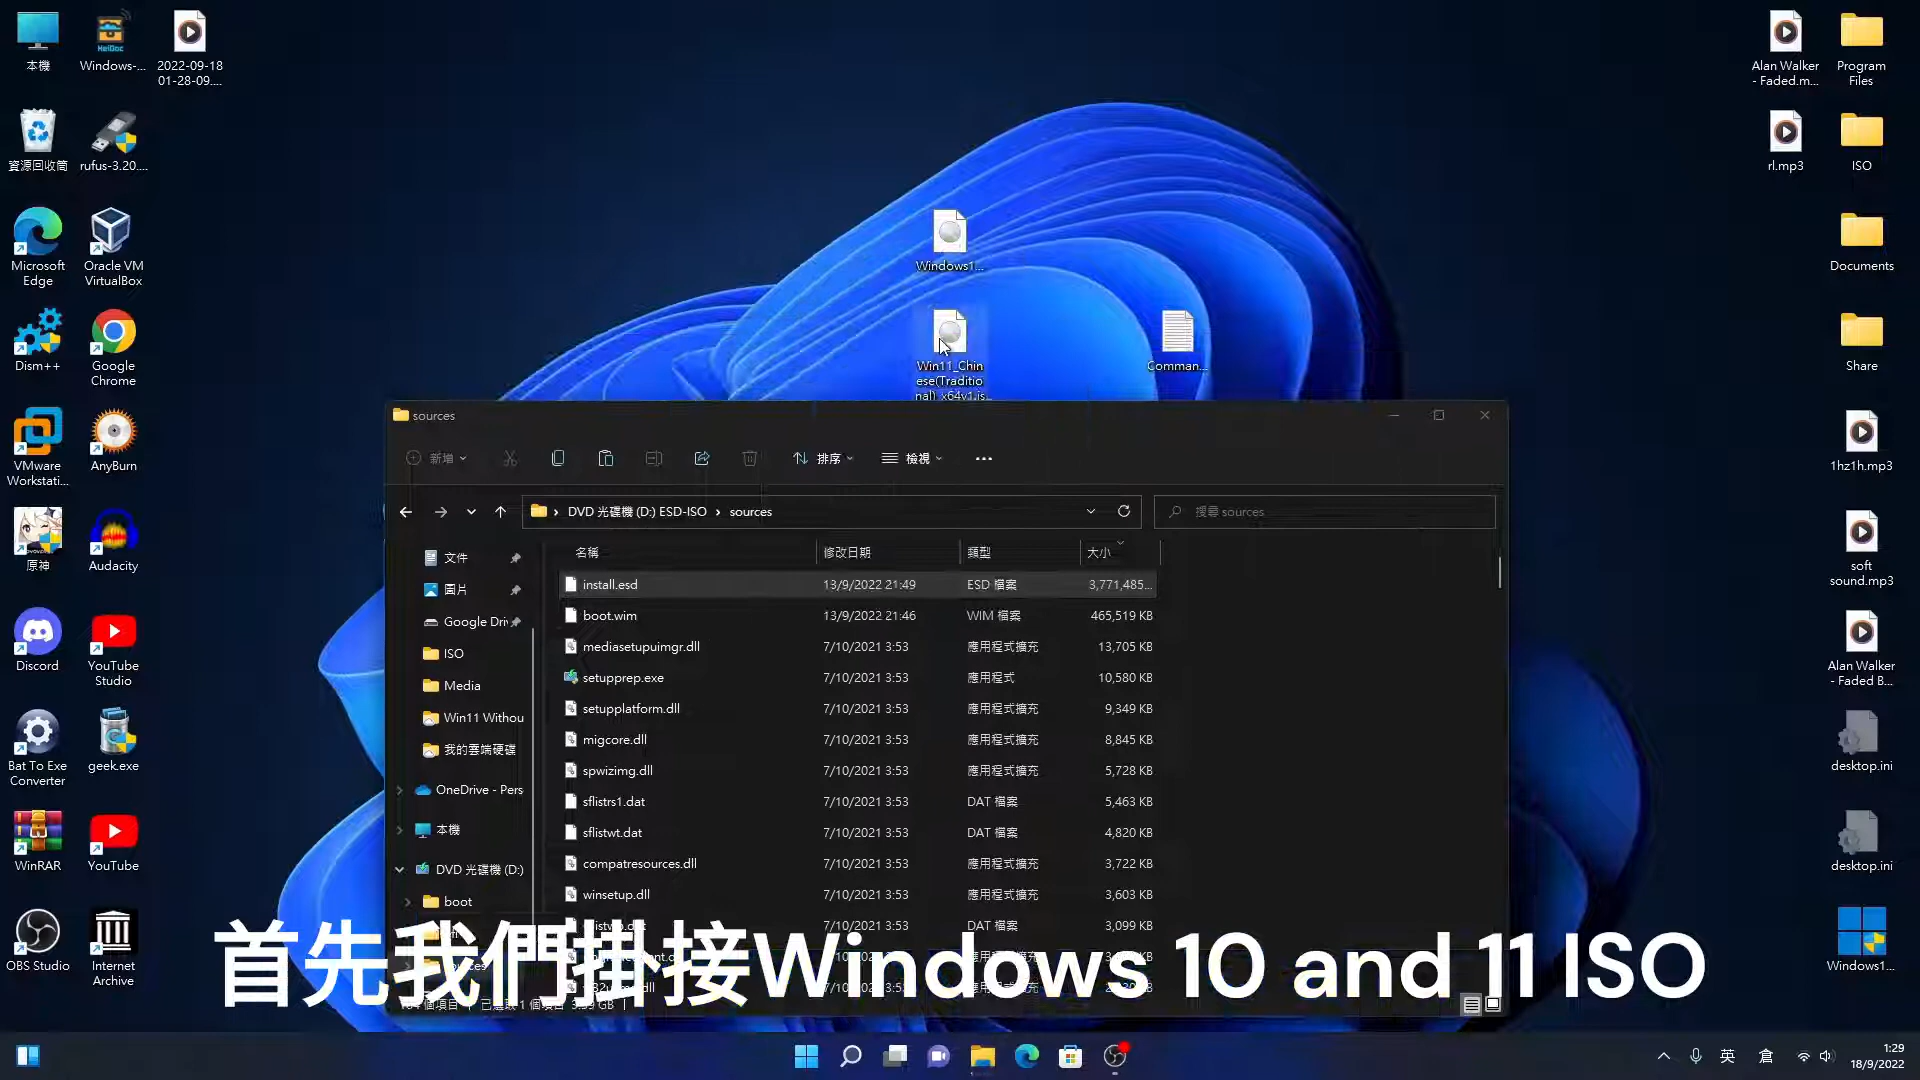 本機
Windows-...
2022-09-18
01-28-09....
Alan Walker
- Faded.m...
Program
Files
資源回收筒
rufus-3.20....
rl.mp3
ISO
Microsoft
Edge
Oracle VM
VirtualBox
Windows1...
Documents
Dism++
Google
Chrome
Win11_Chin
ese(Traditio
nal)_x64v1.is...
Comman...
Share
sources
VMware
Workstati...
AnyBurn
新增
排序
檢視
1hz1h.mp3
DVD 光碟機 (D:) ESD-ISO
sources
搜尋 sources
原神
Audacity
soft
sound.mp3
名稱
修改日期
類型
大小
文件
圖片
Google Driv
ISO
Media
Win11 Withou
我的雲端硬碟
OneDrive - Pers
本機
DVD 光碟機 (D:)
boot
install.esd 13/9/2022 21:49 ESD 檔案 3,771,485...
boot.wim 13/9/2022 21:46 WIM 檔案 465,519 KB
mediasetupuimgr.dll 7/10/2021 3:53 應用程式擴充 13,705 KB
setupprep.exe 7/10/2021 3:53 應用程式 10,580 KB
setupplatform.dll 7/10/2021 3:53 應用程式擴充 9,349 KB
migcore.dll 7/10/2021 3:53 應用程式擴充 8,845 KB
spwizimg.dll 7/10/2021 3:53 應用程式擴充 5,728 KB
sflistrs1.dat 7/10/2021 3:53 DAT 檔案 5,463 KB
sflistwt.dat 7/10/2021 3:53 DAT 檔案 4,820 KB
compatresources.dll 7/10/2021 3:53 應用程式擴充 3,722 KB
winsetup.dll 7/10/2021 3:53 應用程式擴充 3,603 KB
7/10/2021 3:53 DAT 檔案 3,099 KB
Discord
YouTube
Studio
Alan Walker
- Faded B...
Bat To Exe
Converter
geek.exe
desktop.ini
WinRAR
YouTube
desktop.ini
OBS Studio
Internet
Archive
Windows1...
首先我們掛接Windows 10 and 11 ISO
英
倉
1:29
18/9/2022